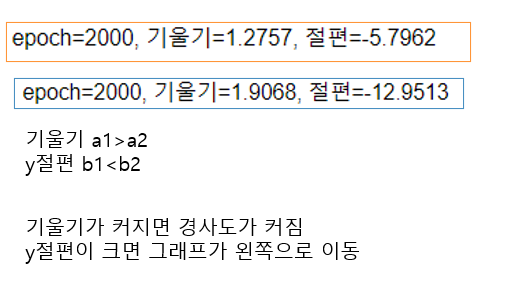 epoch=2000, 기울기=1.2757, 절편=-5.7962
epoch=2000, 기울기=1.9068, 절편=-12.9513
기울기 a1>a2
y절편 b1<b2
기울기가 커지면 경사도가 커짐
y절편이 크면 그래프가 왼쪽으로 이동